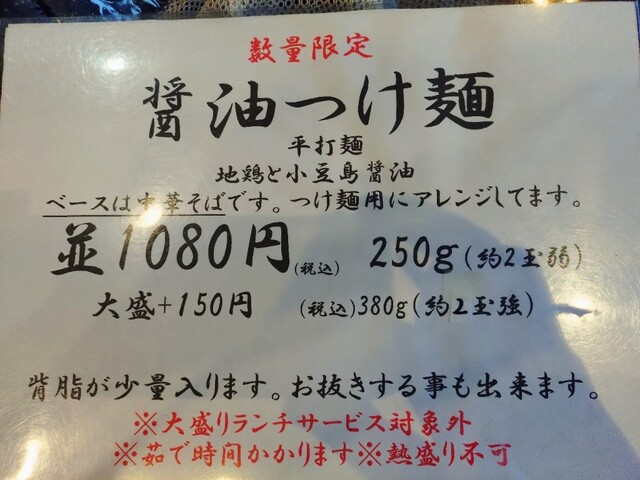 数量限定
醤油つけ麺
平打麺
地鶏と小豆島醤油
ベースは中華そばです。つけ麺用にアレンジしてます。
並1080円(税込) 250g(約2玉弱)
大盛+150円 (税込)380g(約2玉強)
背脂が少量入ります。お抜きする事も出来ます。
※大盛りランチサービス対象外
※茹で時間かかります※熱盛り不可